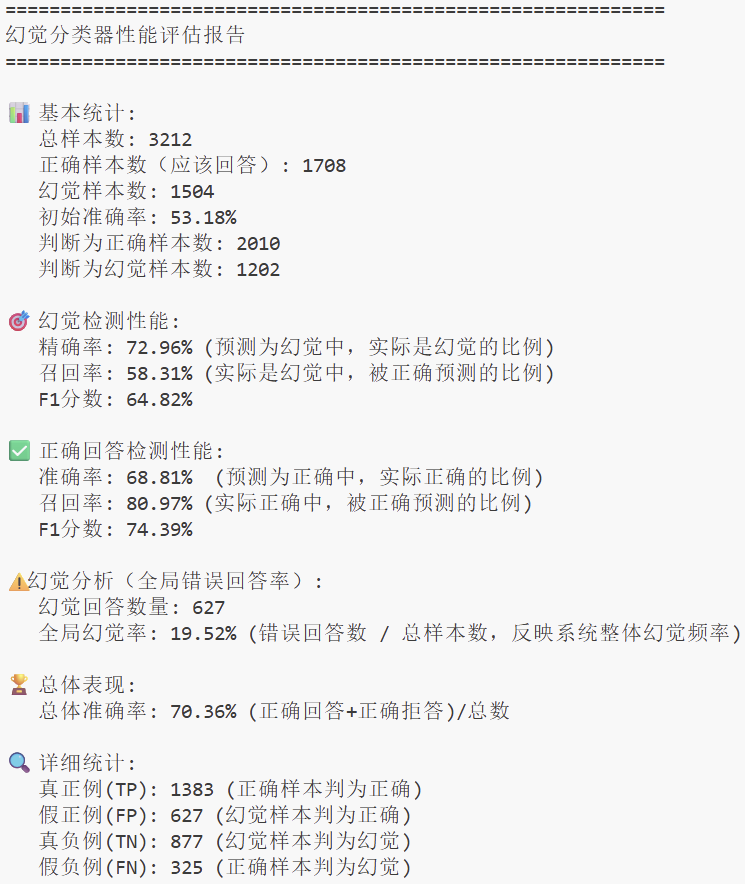 ============================================================
幻觉分类器性能评估报告
============================================================
📊 基本统计:
总样本数: 3212
正确样本数（应该回答）: 1708
幻觉样本数: 1504
初始准确率: 53.18%
判断为正确样本数: 2010
判断为幻觉样本数: 1202
🎯 幻觉检测性能:
精确率: 72.96% (预测为幻觉中，实际是幻觉的比例)
召回率: 58.31% (实际是幻觉中，被正确预测的比例)
F1分数: 64.82%
✅ 正确回答检测性能:
准确率: 68.81% (预测为正确中，实际正确的比例)
召回率: 80.97% (实际正确中，被正确预测的比例)
F1分数: 74.39%
⚠️幻觉分析（全局错误回答率）:
幻觉回答数量: 627
全局幻觉率: 19.52% (错误回答数 / 总样本数，反映系统整体幻觉频率)
🏆 总体表现:
总体准确率: 70.36% (正确回答+正确拒答)/总数
🔍 详细统计:
真正例(TP): 1383 (正确样本判为正确)
假正例(FP): 627 (幻觉样本判为正确)
真负例(TN): 877 (幻觉样本判为幻觉)
假负例(FN): 325 (正确样本判为幻觉)